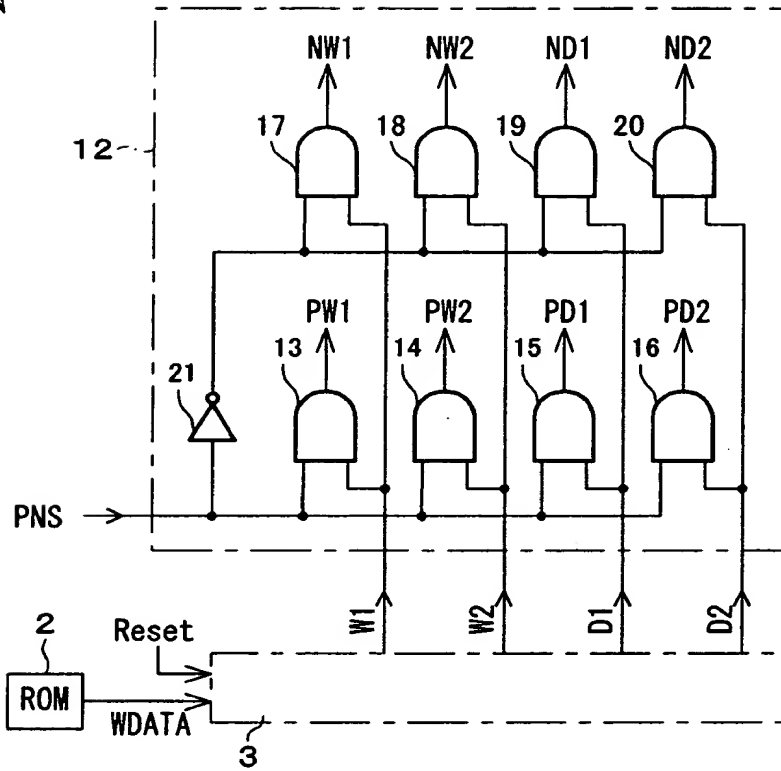 NW1 NW2 ND1 ND2
17 18 19 20
12
PW1 PW2 PD1 PD2
13 14 15 16
21
PNS
W1 W2 D1 D2
Reset
2
ROM
WDATA
3